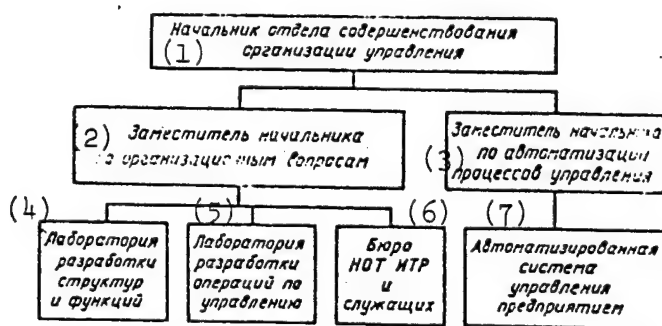 Начальник отдела совершенствования
(1) организации управления
(2) Заместитель начальника
по организационным вопросам
Заместитель начальника
(3) по автоматизации
процессов управления
(4)
Лаборатория
разработки
структур
и функций
(5)
Лаборатория
разработки
операций по
управлению
(6)
Бюро
НОТ ИТР
и
служащих
(7)
Автоматизированная
система
управления
предприятием